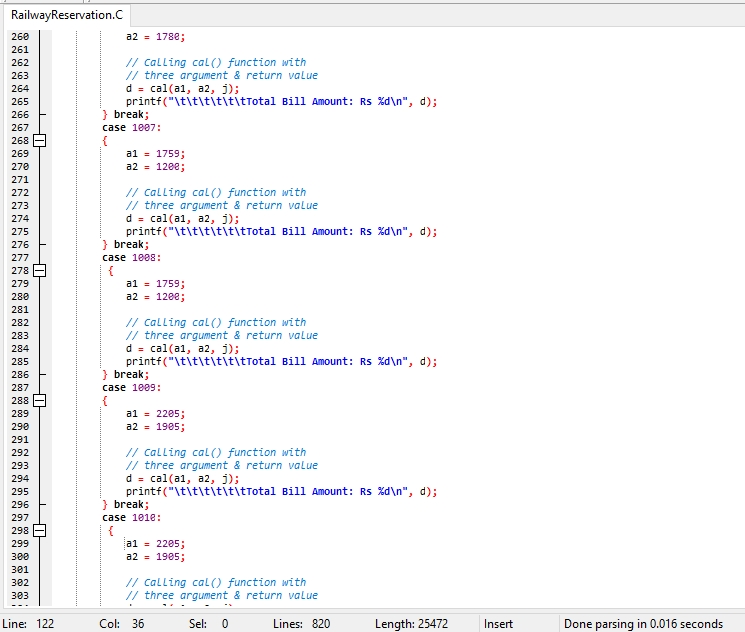 RailwayReservation.C
260 a2 = 1780;
261
262 // Calling cal() function with
263 // three argument & return value
264 d = cal(a1, a2, j);
265 printf("\t\t\t\t\t\tTotal Bill Amount: Rs %d\n", d);
266 } break;
267 case 1007:
268 {
269 a1 = 1759;
270 a2 = 1200;
271
272 // Calling cal() function with
273 // three argument & return value
274 d = cal(a1, a2, j);
275 printf("\t\t\t\t\t\tTotal Bill Amount: Rs %d\n", d);
276 } break;
277 case 1008:
278 {
279 a1 = 1759;
280 a2 = 1200;
281
282 // Calling cal() function with
283 // three argument & return value
284 d = cal(a1, a2, j);
285 printf("\t\t\t\t\t\tTotal Bill Amount: Rs %d\n", d);
286 } break;
287 case 1009:
288 {
289 a1 = 2205;
290 a2 = 1905;
291
292 // Calling cal() function with
293 // three argument & return value
294 d = cal(a1, a2, j);
295 printf("\t\t\t\t\t\tTotal Bill Amount: Rs %d\n", d);
296 } break;
297 case 1010:
298 {
299 a1 = 2205;
300 a2 = 1905;
301
302 // Calling cal() function with
303 // three argument & return value
Line: 122 Col: 36 Sel: 0 Lines: 820 Length: 25472 Insert Done parsing in 0.016 seconds